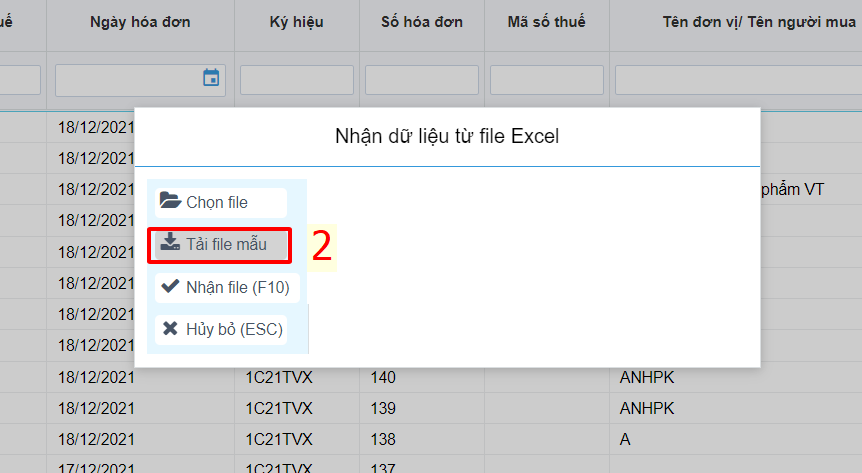 uế Ngày hóa đơn Ký hiệu Số hóa đơn Mã số thuế Tên đơn vị/ Tên người mua
18/12/2021
Nhận dữ liệu từ file Excel
18/12/2021
18/12/2021 phẩm VT
Chọn file
18/12/2021
Tải file mẫu 2
18/12/2021
18/12/2021
Nhận file (F10)
18/12/2021
Hủy bỏ (ESC)
18/12/2021
18/12/2021 1C21TVX 140 ANHPK
18/12/2021 1C21TVX 139 ANHPK
18/12/2021 1C21TVX 138 A
17/12/2021 1C21TVX 137